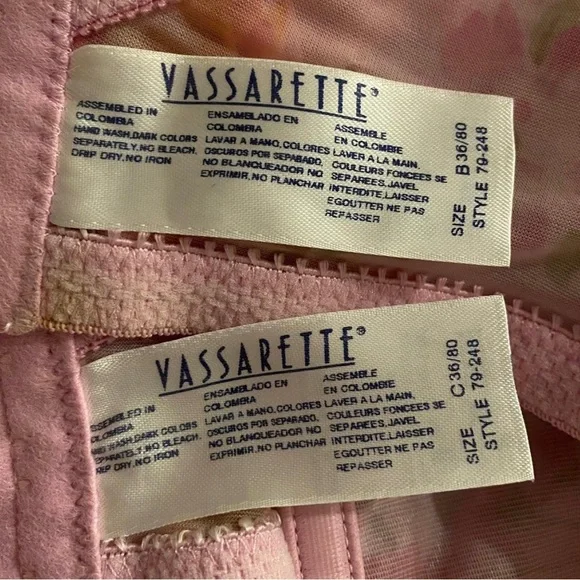 VASSARETTE®
ASSEMBLED IN
COLOMBIA
HAND WASH,DARK COLORS
SEPARATELY.NO BLEACH.
DRIP DRY.NO IRON
ENSAMBLADO EN
COLOMBIA
LAVAR A MANO.COLORES
OSCUROS POR SEPARADO.
NO BLANQUEADOR NO
EXPRIMIR.NO PLANCHAR
ASSEMBLE
EN COLOMBIE
LAVER A LA MAIN.
COULEURS FONCEES SE
SEPAREES.JAVEL
INTERDITE.LAISSER
EGOUTTER NE PAS
REPASSER
SIZE B36/80
STYLE 79-248
VASSARETTE®
ASSEMBLED IN
COLOMBIA
HAND WASH,DARK COLORS
SEPARATELY.NO BLEACH.
DRIP DRY.NO IRON
ENSAMBLADO EN
COLOMBIA
LAVAR A MANO.COLORES
OSCUROS POR SEPARADO.
NO BLANQUEADOR NO
EXPRIMIR.NO PLANCHAR
ASSEMBLE
EN COLOMBIE
LAVER A LA MAIN.
COULEURS FONCEES SE
SEPAREES.JAVEL
INTERDITE.LAISSER
EGOUTTER NE PAS
REPASSER
SIZE C36/80
STYLE 79-248